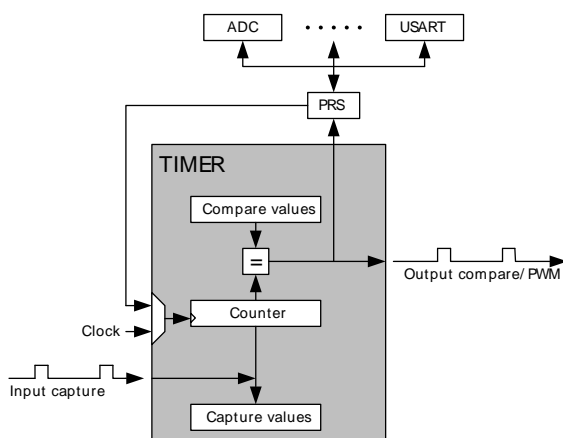 ADC
.....
USART
PRS
TIMER
Compare values
=
Output compare/ PWM
Counter
Clock
Input capture
Capture values